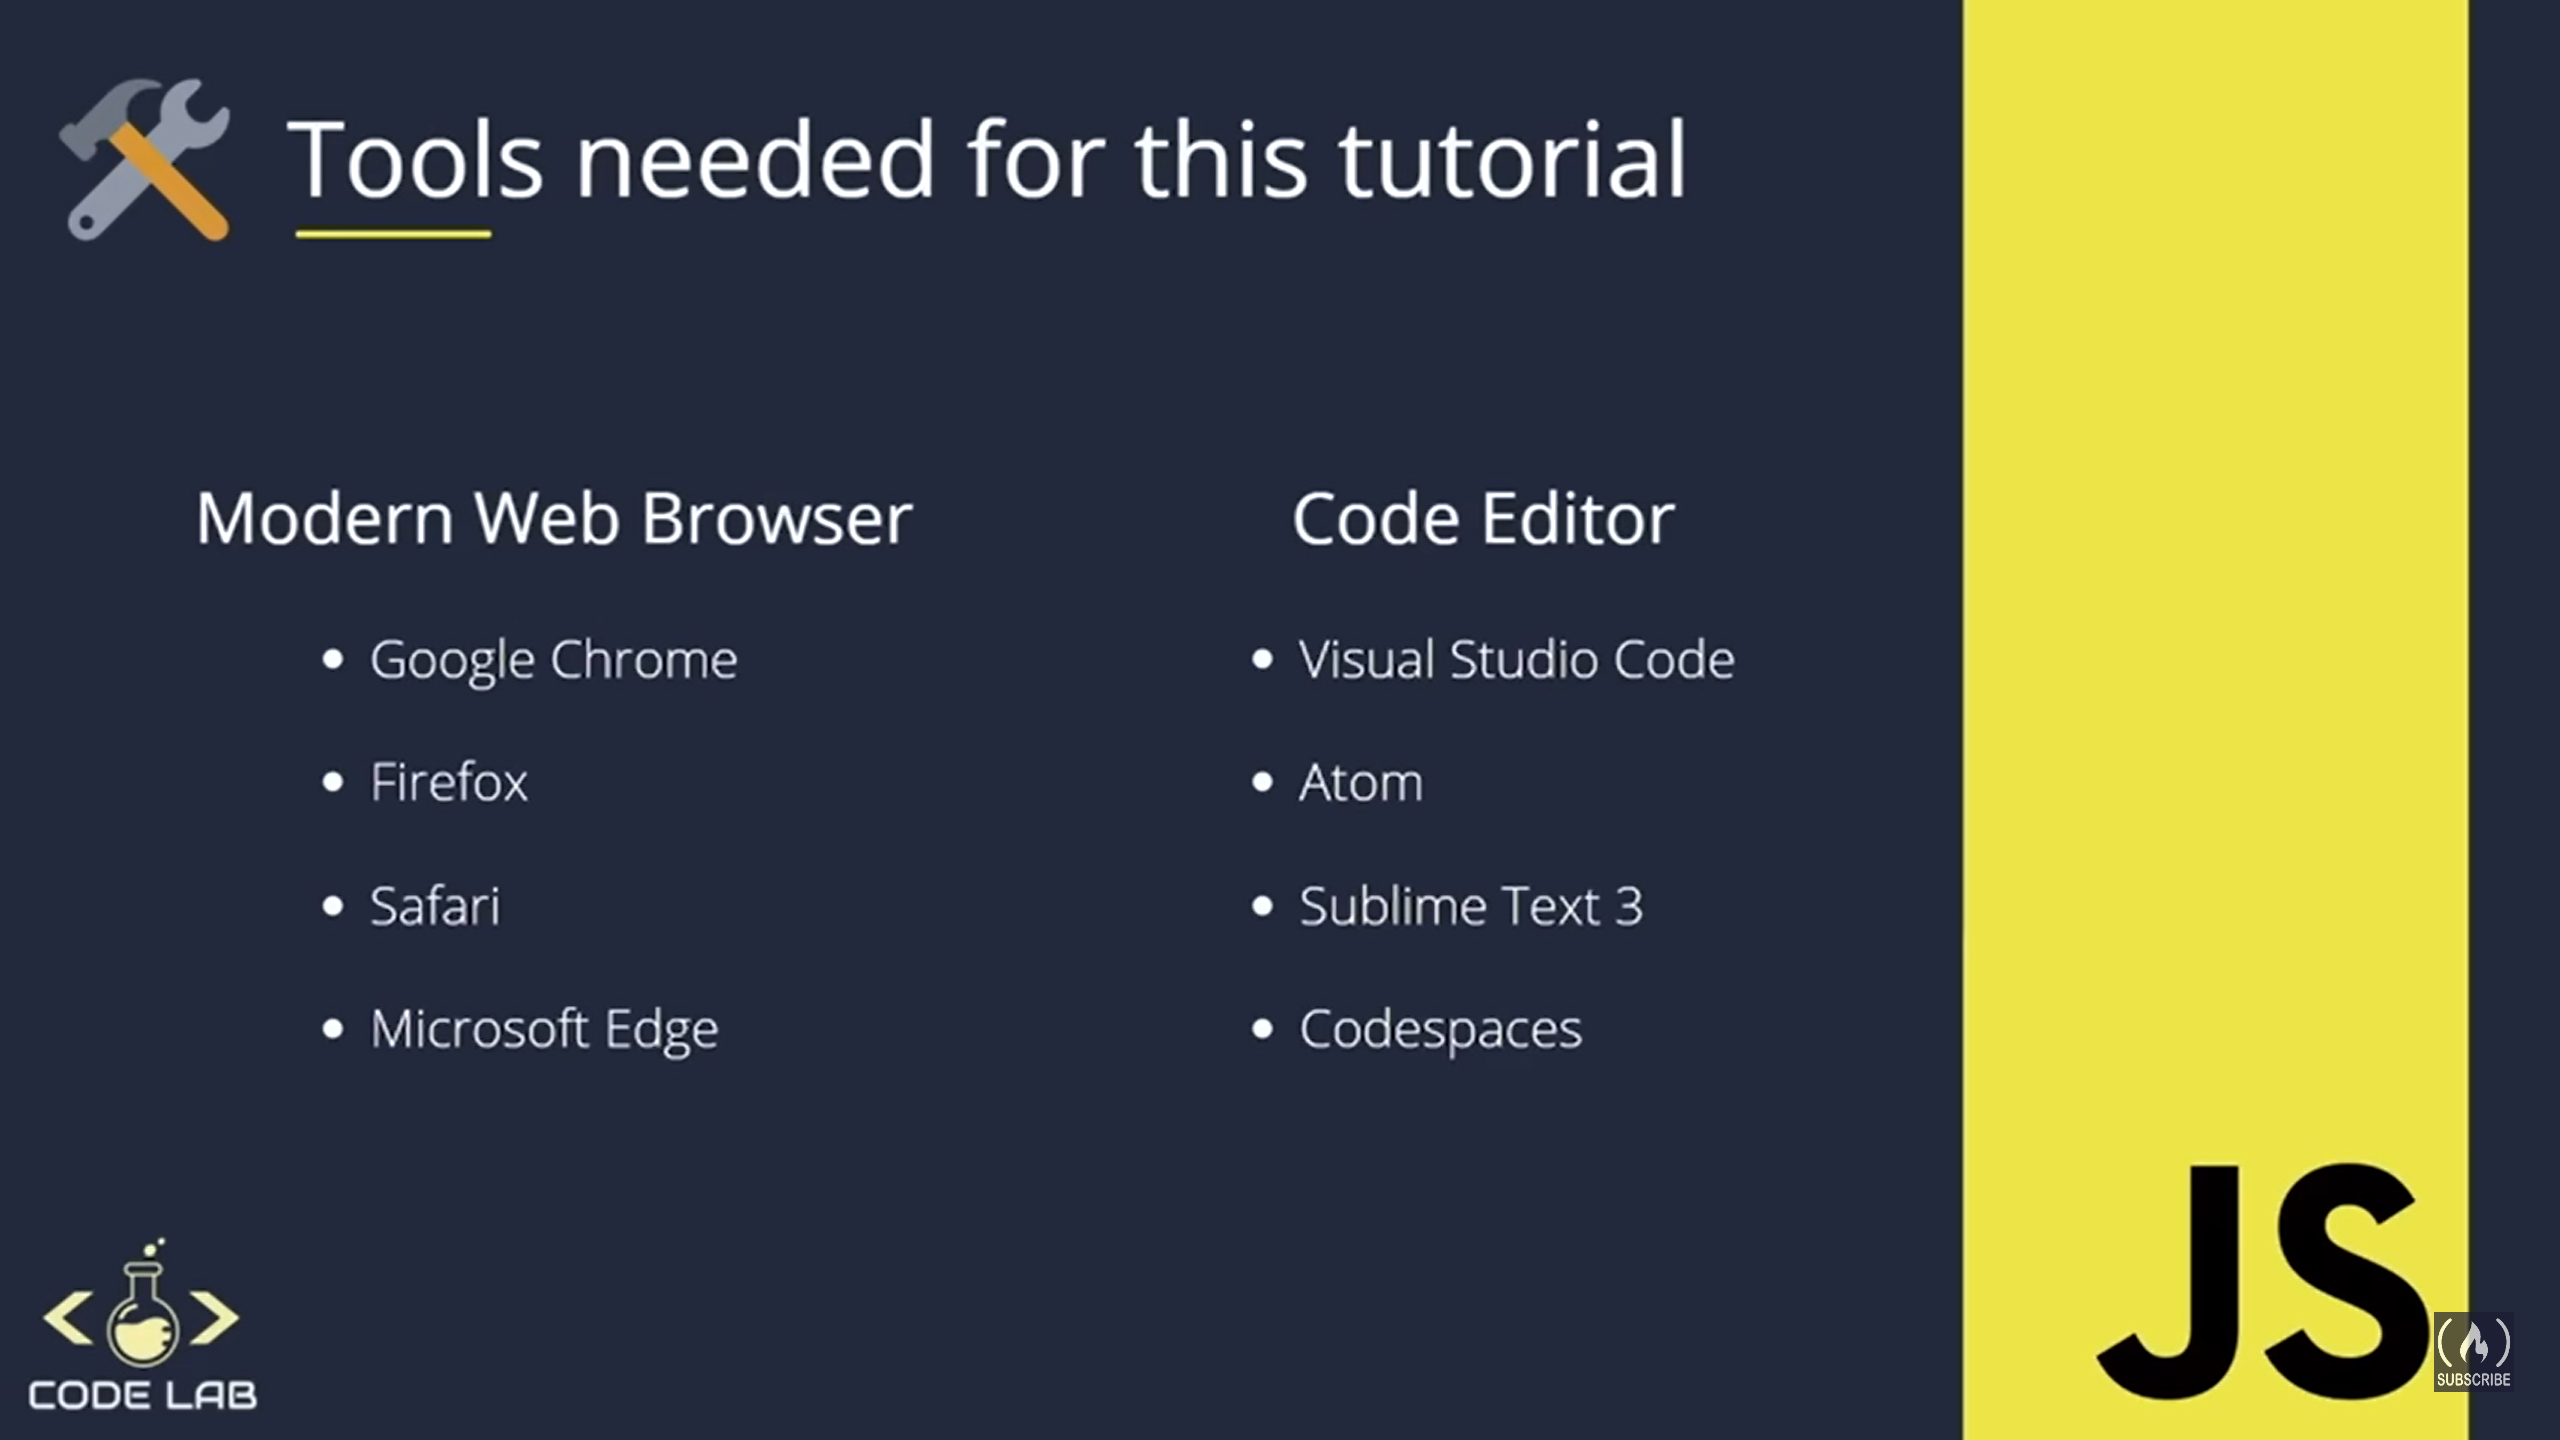 Tools needed for this tutorial
Modern Web Browser
• Google Chrome
• Firefox
• Safari
• Microsoft Edge
Code Editor
• Visual Studio Code
• Atom
• Sublime Text 3
• Codespaces
CODE LAB
JS
SUBSCRIBE